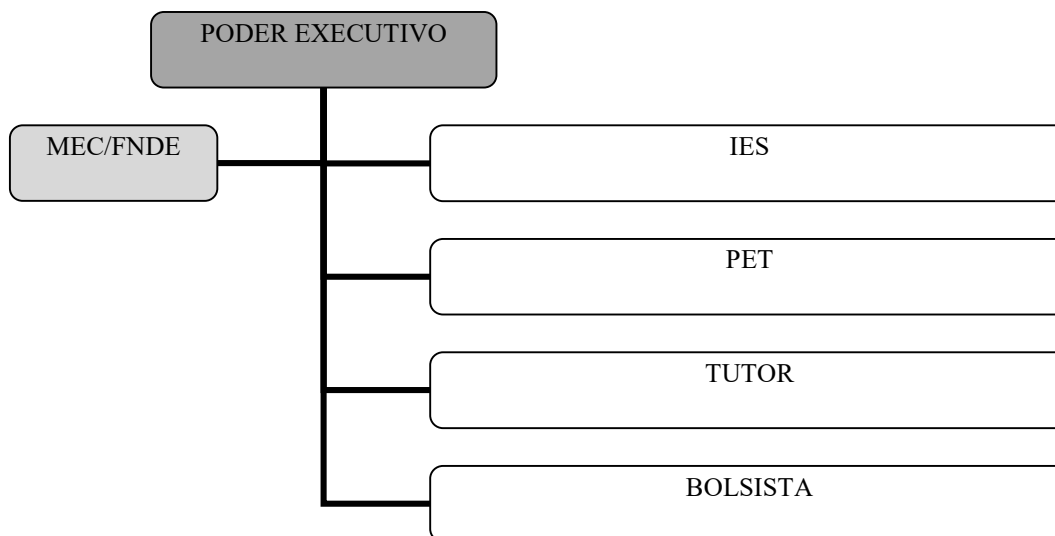 PODER EXECUTIVO
MEC/FNDE
IES
PET
TUTOR
BOLSISTA